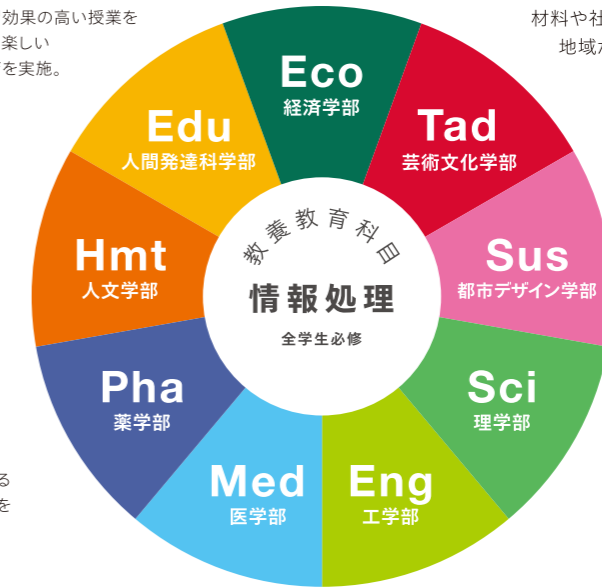 効果の高い授業を
楽しい
を実施。
材料や社
地域が
Eco
経済学部
Tad
芸術文化学部
Sus
都市デザイン学部
Sci
理学部
Eng
工学部
Med
医学部
Pha
薬学部
Hmt
人文学部
Edu
人間発達科学部
教養教育科目
情報処理
全学生必修
る
を